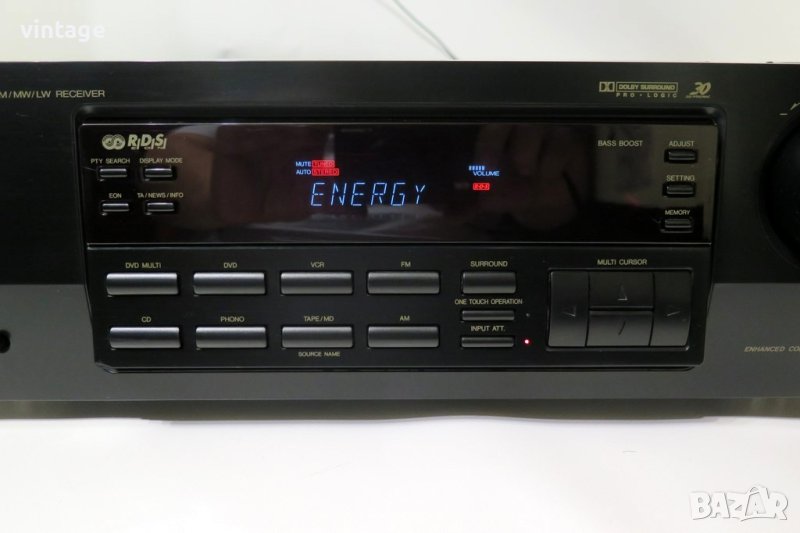 vintage
M/MW/LW RECEIVER
DOLBY SURROUND
PRO · LOGIC
30
RDS
PTY SEARCH
DISPLAY MODE
EON
TA/NEWS/INFO
MUTE TUNED
AUTO STEREO
VOLUME
ENERGY
BASS BOOST
ADJUST
SETTING
MEMORY
DVD MULTI
DVD
VCR
FM
SURROUND
MULTI CURSOR
ONE TOUCH OPERATION
CD
PHONO
TAPE/MD
AM
INPUT ATT.
SOURCE NAME
ENHANCED CO
BAZAR